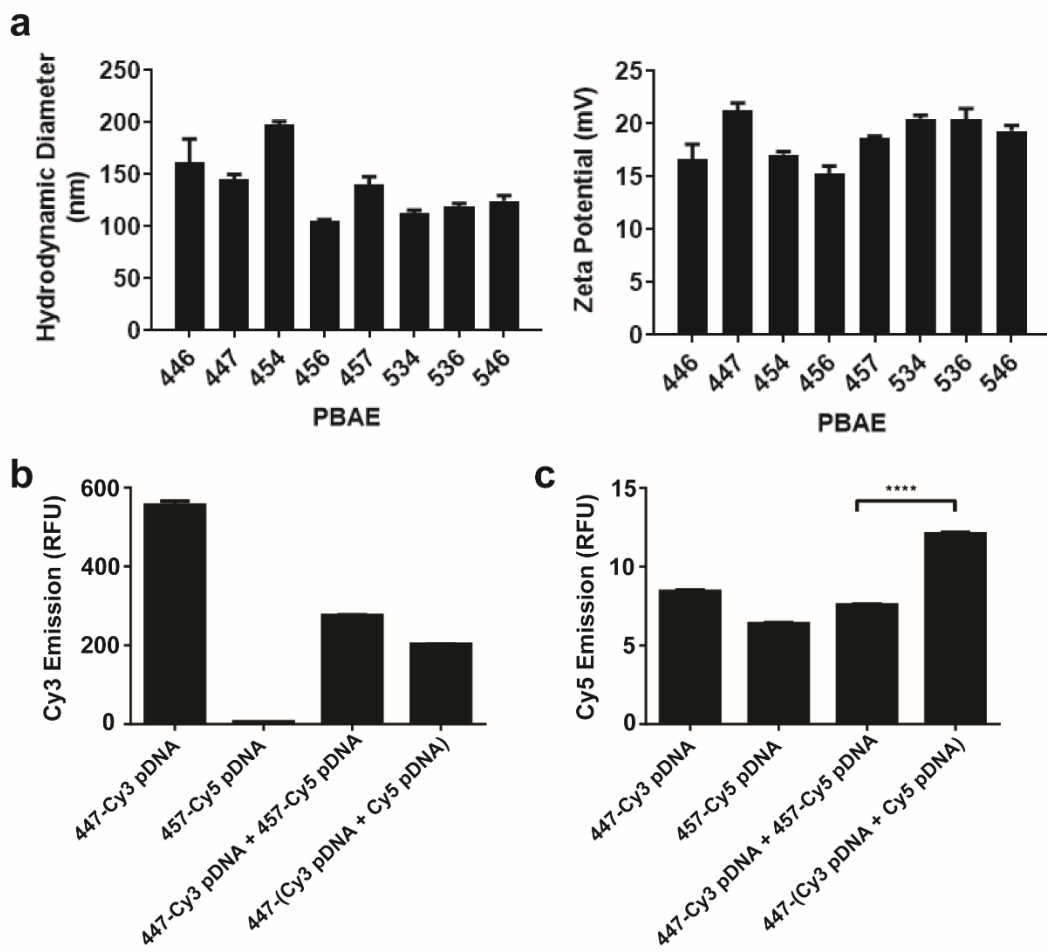 a
Hydrodynamic Diameter
(nm)
250
200
150
100
50
0
446 447 454 456 457 534 536 546
PBAE
Zeta Potential (mV)
25
20
15
10
5
0
446 447 454 456 457 534 536 546
PBAE
b
Cy3 Emission (RFU)
600
400
200
0
447-Cy3 pDNA
457-Cy5 pDNA
447-Cy3 pDNA + 457-Cy5 pDNA
447-(Cy3 pDNA + Cy5 pDNA)
c
Cy5 Emission (RFU)
15
10
5
0
****
447-Cy3 pDNA
457-Cy5 pDNA
447-Cy3 pDNA + 457-Cy5 pDNA
447-(Cy3 pDNA + Cy5 pDNA)